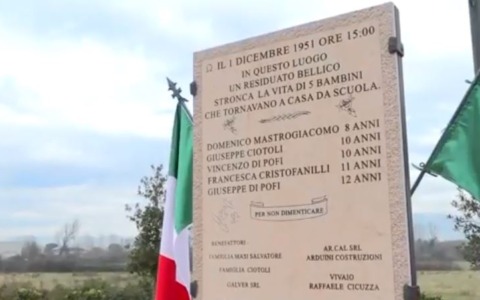 IL 1 DICEMBRE 1951 ORE 15:00
IN QUESTO LUOGO
UN RESIDUATO BELLICO
STRONCA LA VITA DI 5 BAMBINI
CHE TORNAVANO A CASA DA SCUOLA.
DOMENICO MASTROGIACOMO 8 ANNI
GIUSEPPE CIOTOLI 10 ANNI
VINCENZO DI POFI 10 ANNI
FRANCESCA CRISTOFANILLI 11 ANNI
GIUSEPPE DI POFI 12 ANNI
PER NON DIMENTICARE
BENEFATTORI:
FAMIGLIA MASI SALVATORE
FAMIGLIA CIOTOLI
GALVER SRL
AR.CAL SRL
ARDUINI COSTRUZIONI
VIVAIO
RAFFAELE CICUZZA